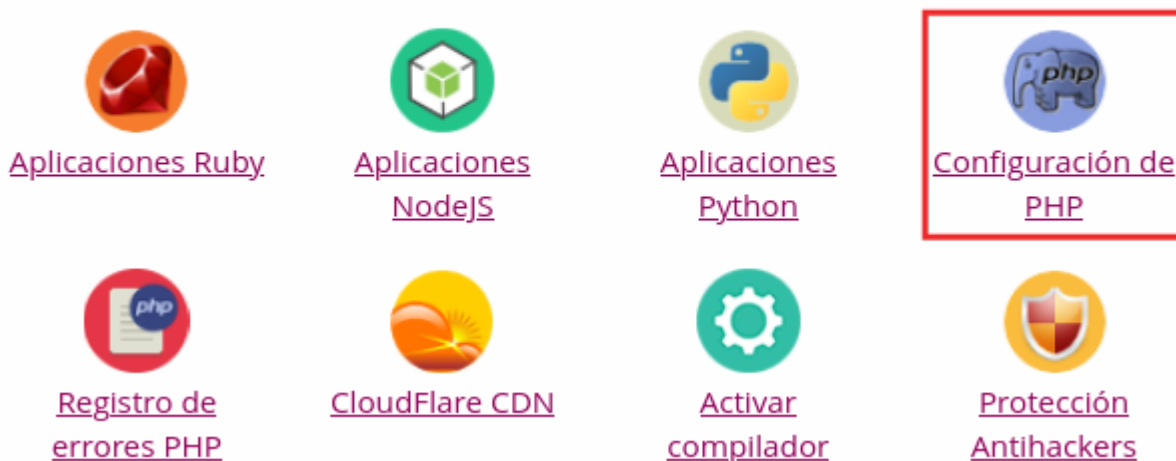 php
Aplicaciones Ruby
Aplicaciones
NodeJS
Aplicaciones
Python
Configuración de
PHP
php
Registro de
errores PHP
CloudFlare CDN
Activar
compilador
Protección
Antihackers